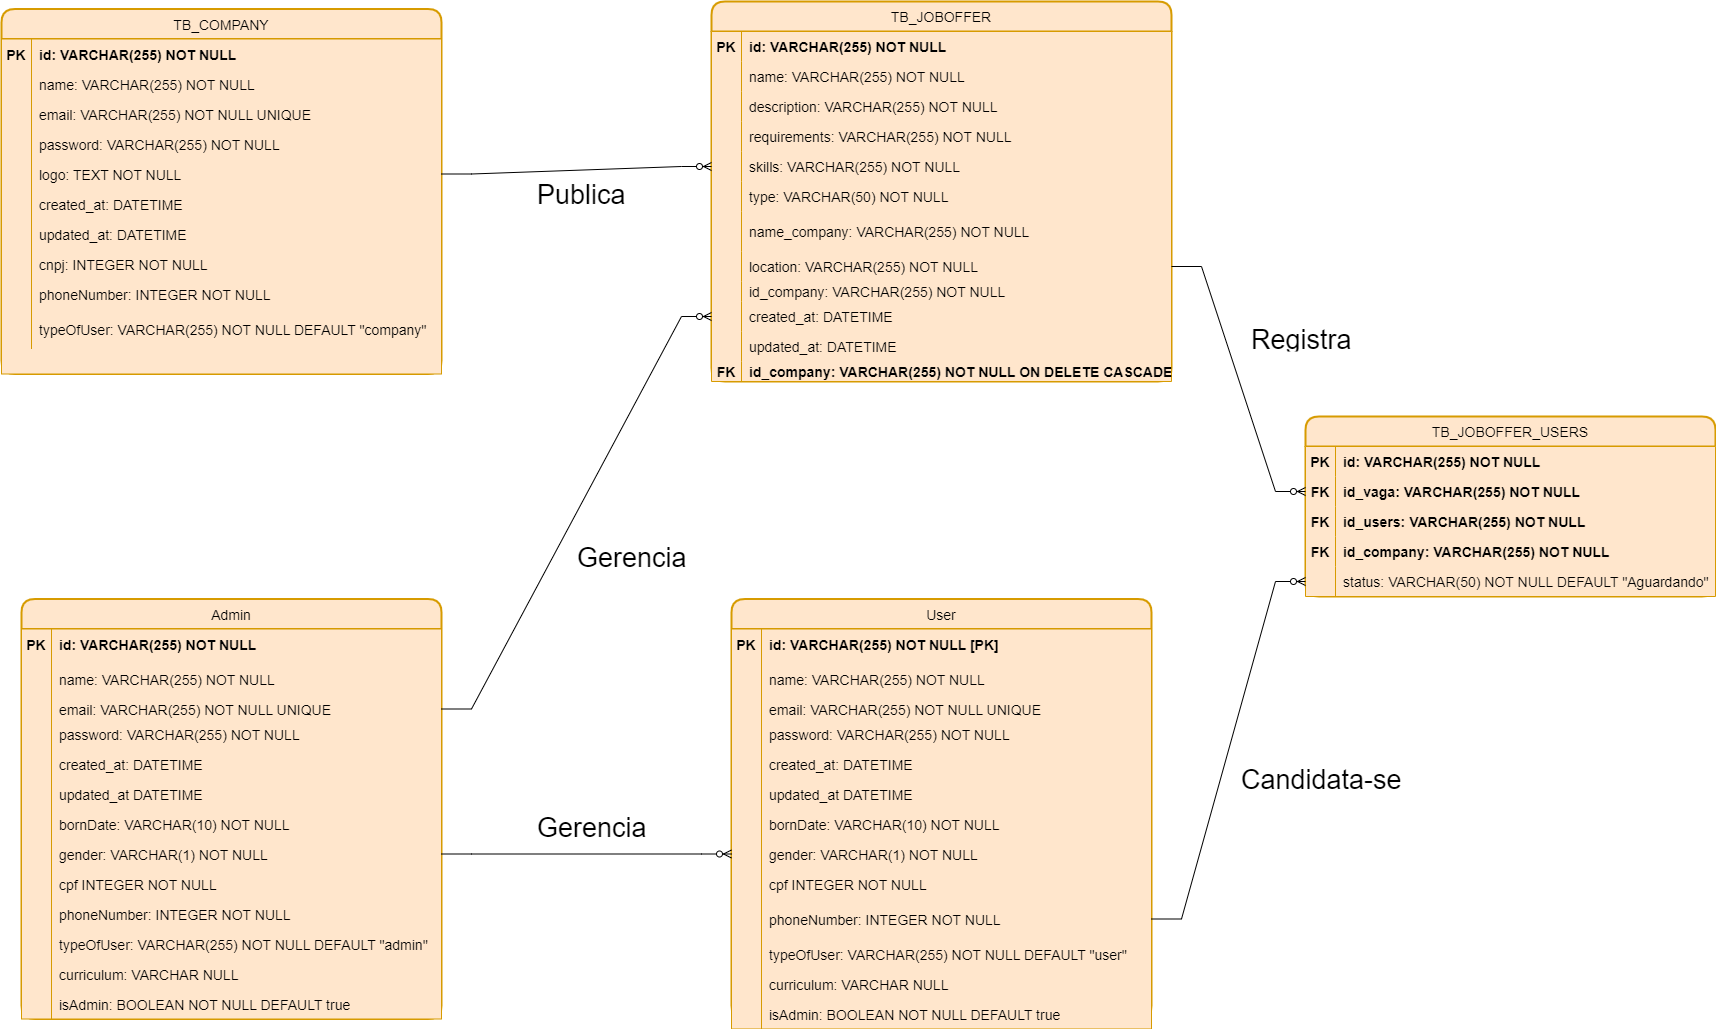 TB_COMPANY
PK id: VARCHAR(255) NOT NULL
name: VARCHAR(255) NOT NULL
email: VARCHAR(255) NOT NULL UNIQUE
password: VARCHAR(255) NOT NULL
logo: TEXT NOT NULL
created_at: DATETIME
updated_at: DATETIME
cnpj: INTEGER NOT NULL
phoneNumber: INTEGER NOT NULL
typeOfUser: VARCHAR(255) NOT NULL DEFAULT "company"
Publica
TB_JOBOFFER
PK id: VARCHAR(255) NOT NULL
name: VARCHAR(255) NOT NULL
description: VARCHAR(255) NOT NULL
requirements: VARCHAR(255) NOT NULL
skills: VARCHAR(255) NOT NULL
type: VARCHAR(50) NOT NULL
name_company: VARCHAR(255) NOT NULL
location: VARCHAR(255) NOT NULL
id_company: VARCHAR(255) NOT NULL
created_at: DATETIME
updated_at: DATETIME
FK id_company: VARCHAR(255) NOT NULL ON DELETE CASCADE
Registra
TB_JOBOFFER_USERS
PK id: VARCHAR(255) NOT NULL
FK id_vaga: VARCHAR(255) NOT NULL
FK id_users: VARCHAR(255) NOT NULL
FK id_company: VARCHAR(255) NOT NULL
status: VARCHAR(50) NOT NULL DEFAULT "Aguardando"
Gerencia
Admin
PK id: VARCHAR(255) NOT NULL
name: VARCHAR(255) NOT NULL
email: VARCHAR(255) NOT NULL UNIQUE
password: VARCHAR(255) NOT NULL
created_at: DATETIME
updated_at DATETIME
bornDate: VARCHAR(10) NOT NULL
gender: VARCHAR(1) NOT NULL
cpf INTEGER NOT NULL
phoneNumber: INTEGER NOT NULL
typeOfUser: VARCHAR(255) NOT NULL DEFAULT "admin"
curriculum: VARCHAR NULL
isAdmin: BOOLEAN NOT NULL DEFAULT true
Gerencia
User
PK id: VARCHAR(255) NOT NULL [PK]
name: VARCHAR(255) NOT NULL
email: VARCHAR(255) NOT NULL UNIQUE
password: VARCHAR(255) NOT NULL
created_at: DATETIME
updated_at DATETIME
bornDate: VARCHAR(10) NOT NULL
gender: VARCHAR(1) NOT NULL
cpf INTEGER NOT NULL
phoneNumber: INTEGER NOT NULL
typeOfUser: VARCHAR(255) NOT NULL DEFAULT "user"
curriculum: VARCHAR NULL
isAdmin: BOOLEAN NOT NULL DEFAULT true
Candidata-se